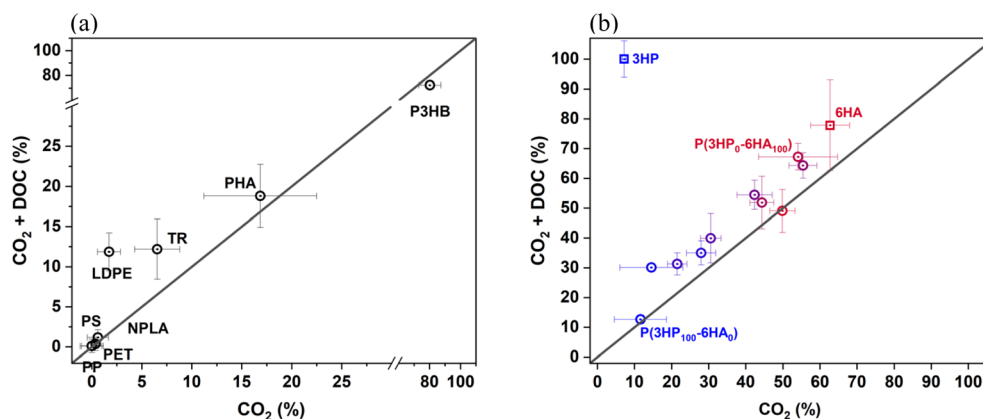 (a)
(b)
CO₂ + DOC (%)
100
80
60
25
20
15
10
5
0
P3HB
PHA
TR
LDPE
PS
NPLA
PET
PP
0
5
10
15
20
25
80
100
CO₂ (%)
CO₂ + DOC (%)
100
90
80
70
60
50
40
30
20
10
0
3HP
6HA
P(3HP₀-6HA₁₀₀)
P(3HP₁₀₀-6HA₀)
0
10
20
30
40
50
60
70
80
90
100
CO₂ (%)